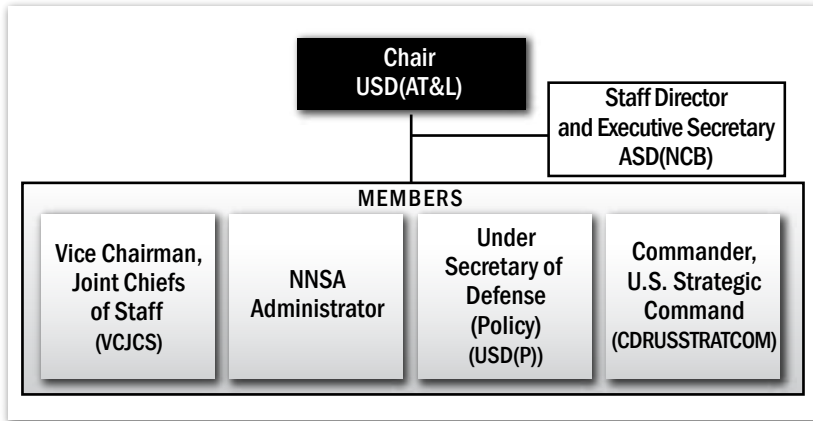 Chair
USD(AT&L)
Staff Director
and Executive Secretary
ASD(NCB)
MEMBERS
Vice Chairman,
Joint Chiefs
of Staff
(VCJCS)
NNSA
Administrator
Under
Secretary of
Defense
(Policy)
(USD(P))
Commander,
U.S. Strategic
Command
(CDRUSSTRATCOM)